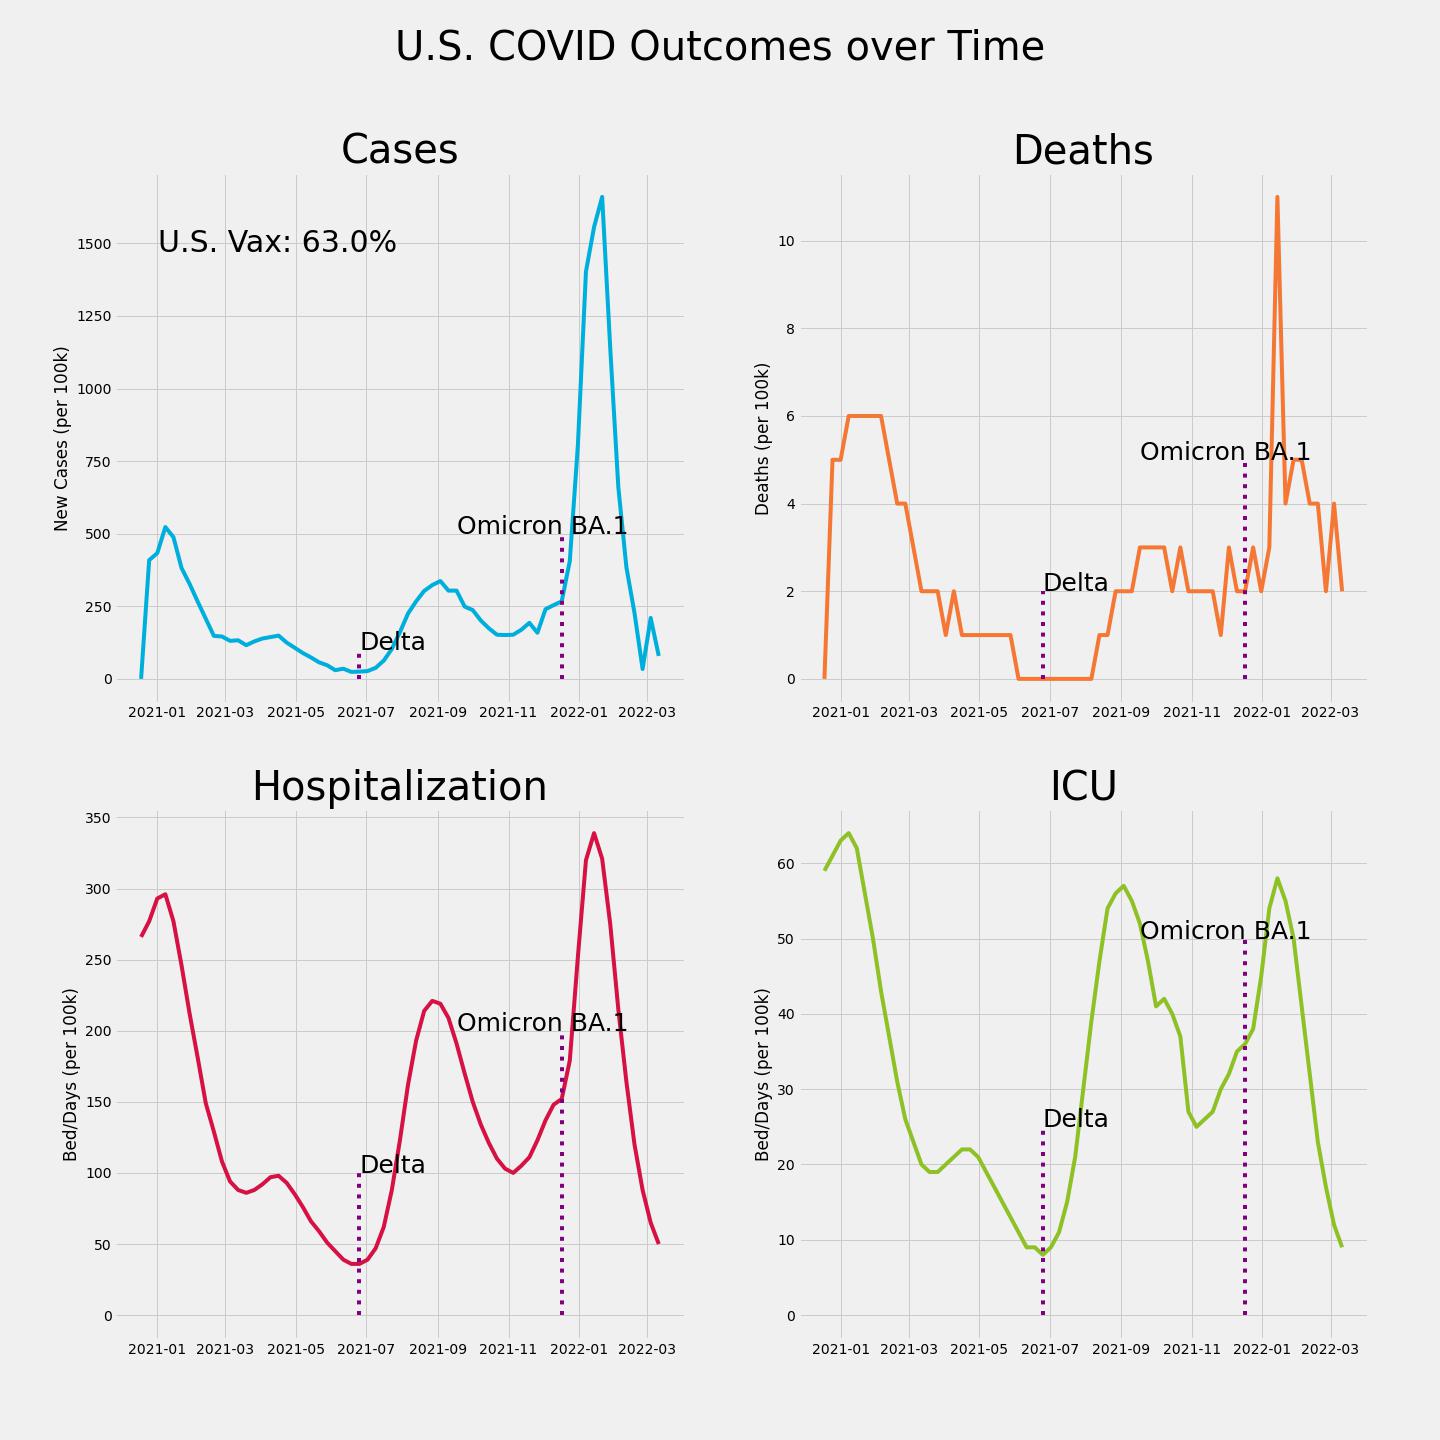 U.S. COVID Outcomes over Time
Cases
New Cases (per 100k)
1500
1250
1000
750
500
250
0
U.S. Vax: 63.0%
Omicron BA.1
Delta
2021-01 2021-03 2021-05 2021-07 2021-09 2021-11 2022-01 2022-03
Deaths
Deaths (per 100k)
10
8
6
4
2
0
Omicron BA.1
Delta
2021-01 2021-03 2021-05 2021-07 2021-09 2021-11 2022-01 2022-03
Hospitalization
Bed/Days (per 100k)
350
300
250
200
150
100
50
0
Omicron BA.1
Delta
2021-01 2021-03 2021-05 2021-07 2021-09 2021-11 2022-01 2022-03
ICU
Bed/Days (per 100k)
60
50
40
30
20
10
0
Omicron BA.1
Delta
2021-01 2021-03 2021-05 2021-07 2021-09 2021-11 2022-01 2022-03